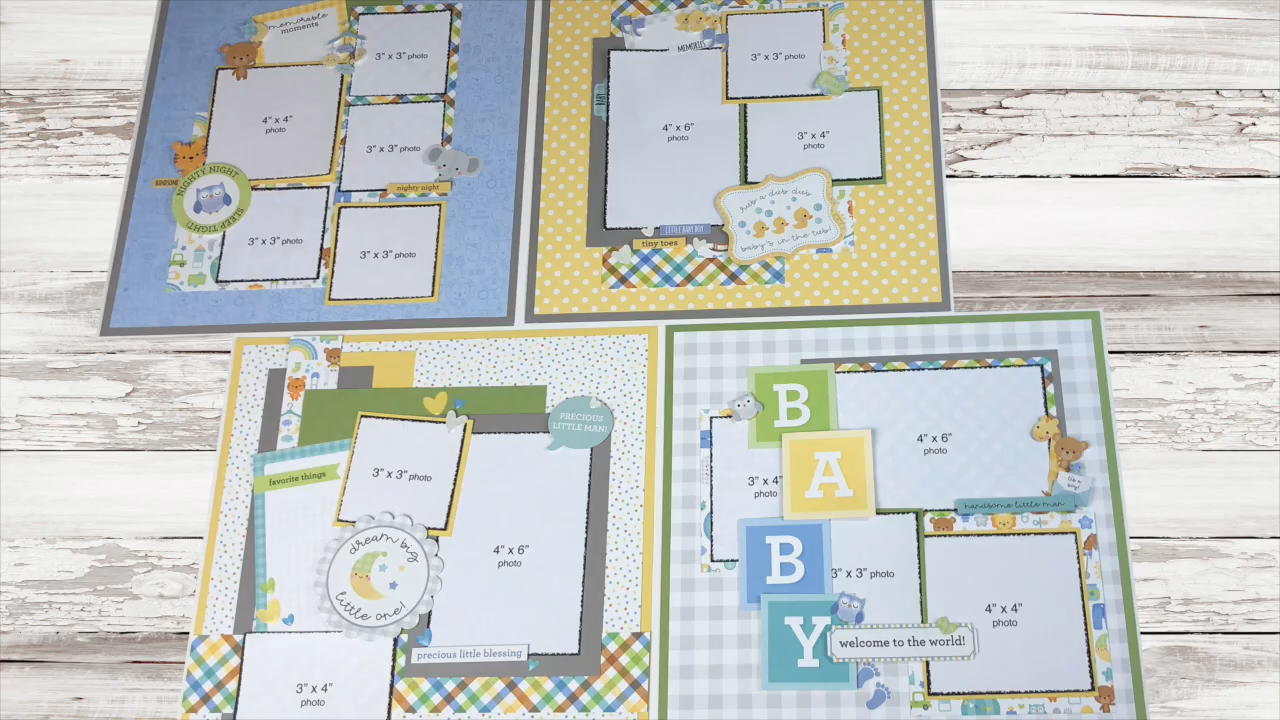 memorable
moments
3" x 3" photo
4" x 4"
photo
3" x 3" photo
nighty night
HANDSOME
NIGHTY NIGHT
SLEEP TIGHT!
3" x 3" photo
3" x 3" photo
MEMORIES
3" x 3" photo
BABY
4" x 6"
photo
3" x 4"
photo
rub a dub dub
baby's in the tub!
LITTLE BABY BOY
tiny toes
PRECIOUS
LITTLE MAN!
favorite things
3" x 3" photo
4" x 6"
photo
dream big
little one!
precious little blessing
3" x 4"
photo
B
A
B
Y
4" x 6"
photo
3" x 4"
photo
it's a
boy!
handsome little man
3" x 3" photo
4" x 4"
photo
welcome to the world!